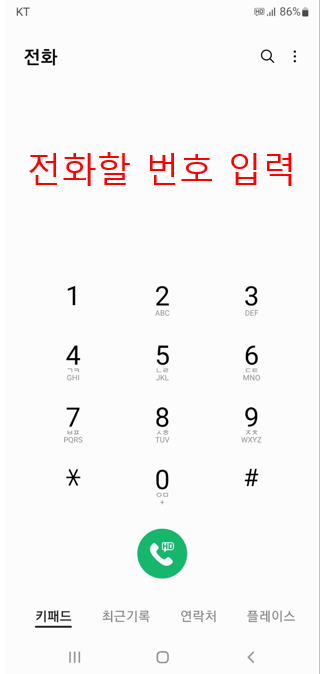 KT HD 86%
전화
전화할 번호 입력
1 2 3
ABC DEF
4 5 6
ㄱㅋ ㄴㄹ ㄷㅌ
GHI JKL MNO
7 8 9
ㅂㅍ ㅅㅎ ㅈㅊ
PQRS TUV WXYZ
* 0 #
ㅇㅁ
+
HD
키패드 최근기록 연락처 플레이스